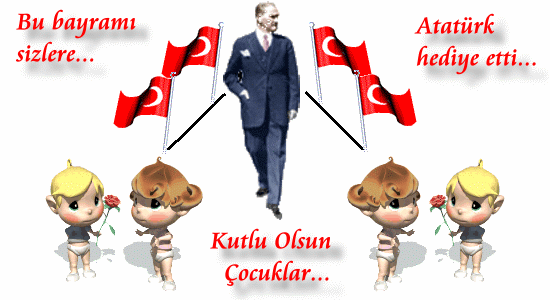 Bu bayramı
sizlere...
Atatürk
hediye etti...
Kutlu Olsun
Çocuklar...